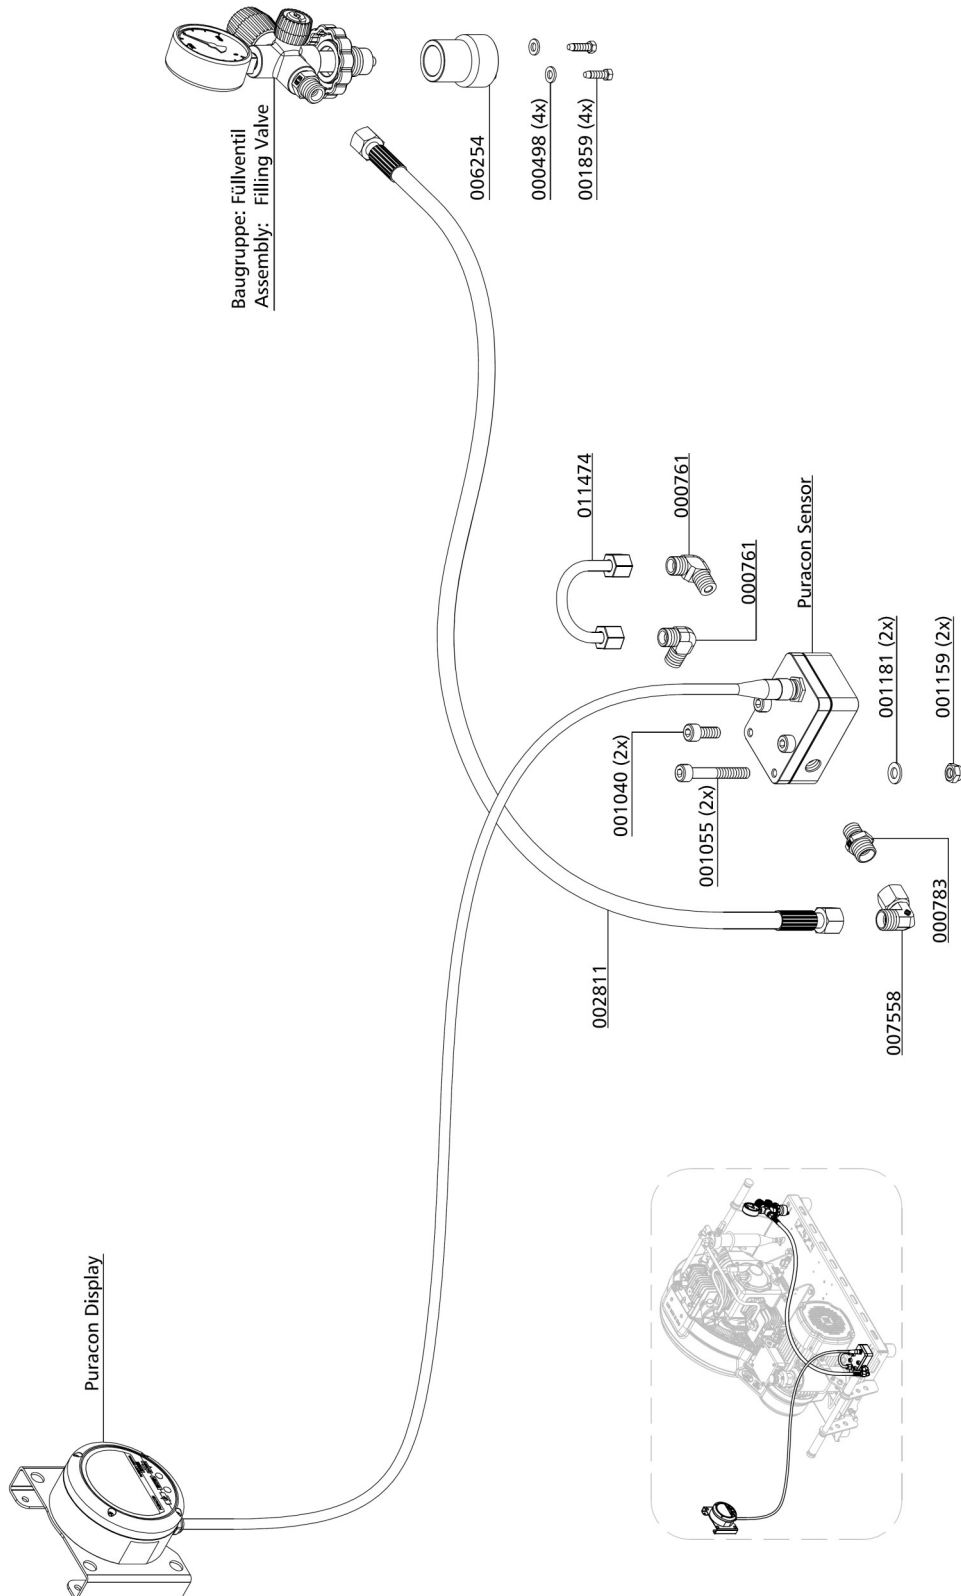 Puracon Display
Baugruppe: Füllventil
Assembly: Filling Valve
006254
000498 (4x)
001859 (4x)
011474
000761
000761
Puracon Sensor
001040 (2x)
001055 (2x)
001181 (2x)
001159 (2x)
002811
000783
007558